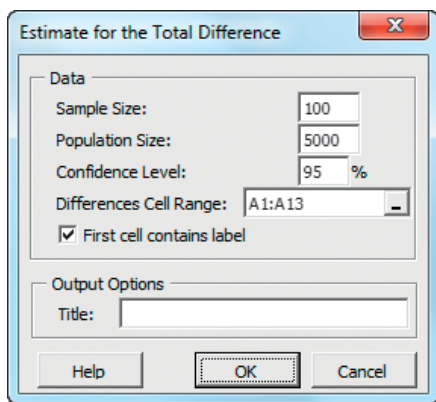 Estimate for the Total Difference
Data
Sample Size: 100
Population Size: 5000
Confidence Level: 95 %
Differences Cell Range: A1:A13
First cell contains label
Output Options
Title:
Help OK Cancel